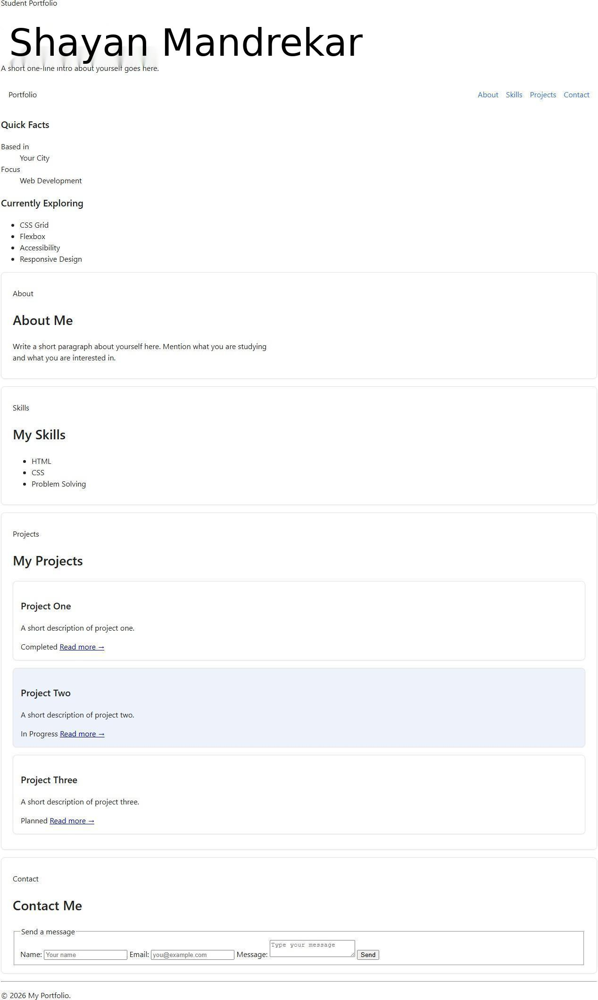 Student Portfolio
Shayan Mandrekar
A short one-line intro about yourself goes here.
Portfolio
About Skills Projects Contact
Quick Facts
Based in
Your City
Focus
Web Development
Currently Exploring
CSS Grid
Flexbox
Accessibility
Responsive Design
About
About Me
Write a short paragraph about yourself here. Mention what you are studying
and what you are interested in.
Skills
My Skills
HTML
CSS
Problem Solving
Projects
My Projects
Project One
A short description of project one.
Completed Read more →
Project Two
A short description of project two.
In Progress Read more →
Project Three
A short description of project three.
Planned Read more →
Contact
Contact Me
Send a message
Name: Your name Email: you@example.com Message: Type your message Send
© 2026 My Portfolio.